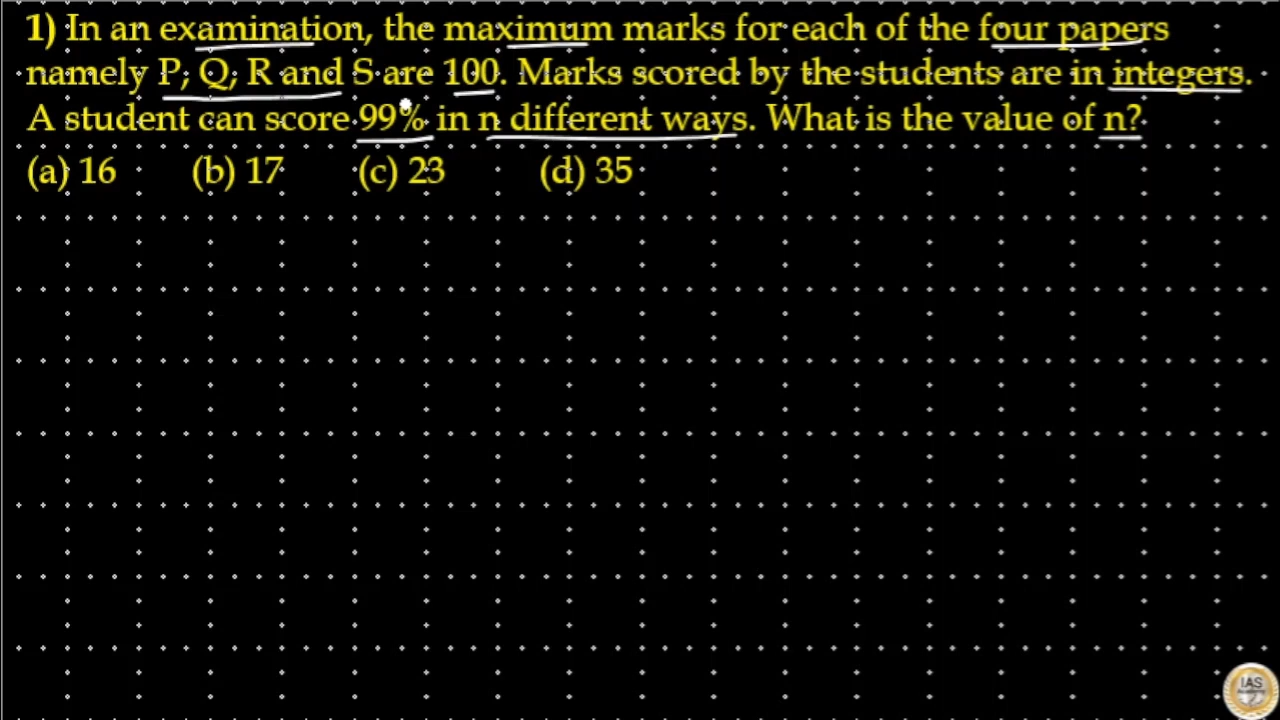 1) In an examination, the maximum marks for each of the four papers
namely P, Q, R and S are 100. Marks scored by the students are in integers.
A student can score 99% in n different ways. What is the value of n?
(a) 16 (b) 17 (c) 23 (d) 35
IAS